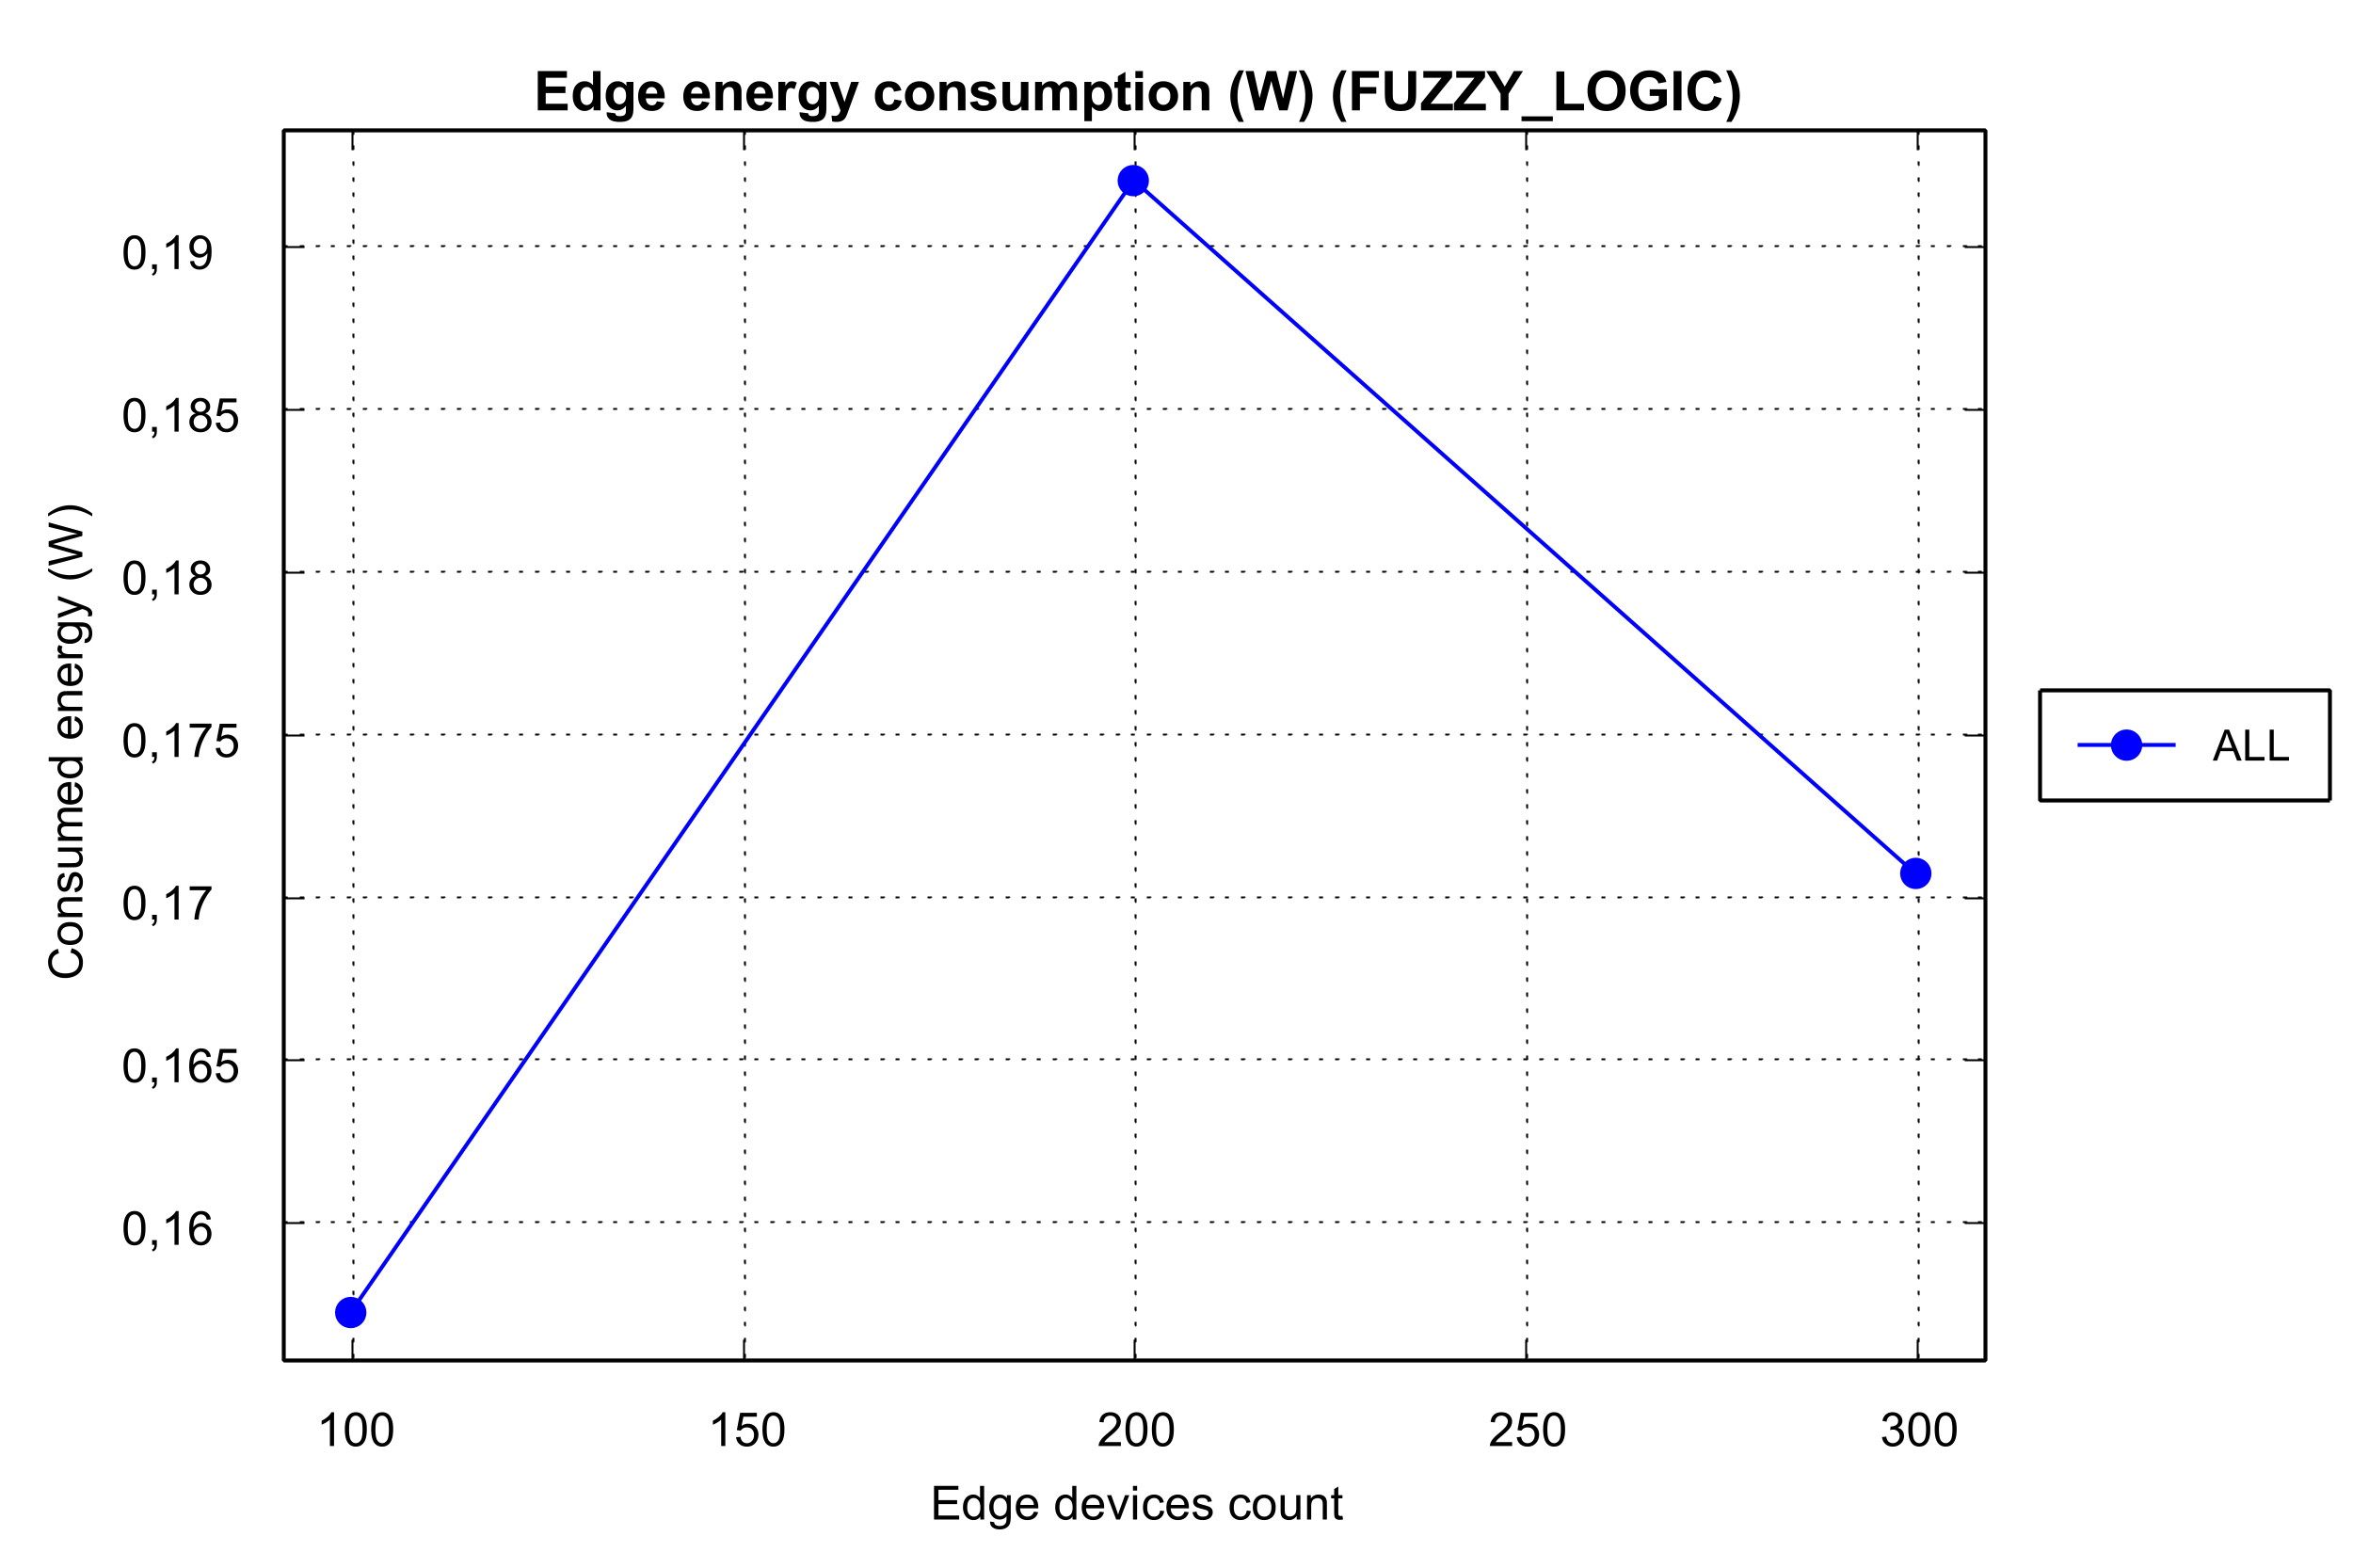 Edge energy consumption (W) (FUZZY_LOGIC)
0,19
0,185
0,18
0,175
0,17
0,165
0,16
Consumed energy (W)
100 150 200 250 300
Edge devices count
ALL